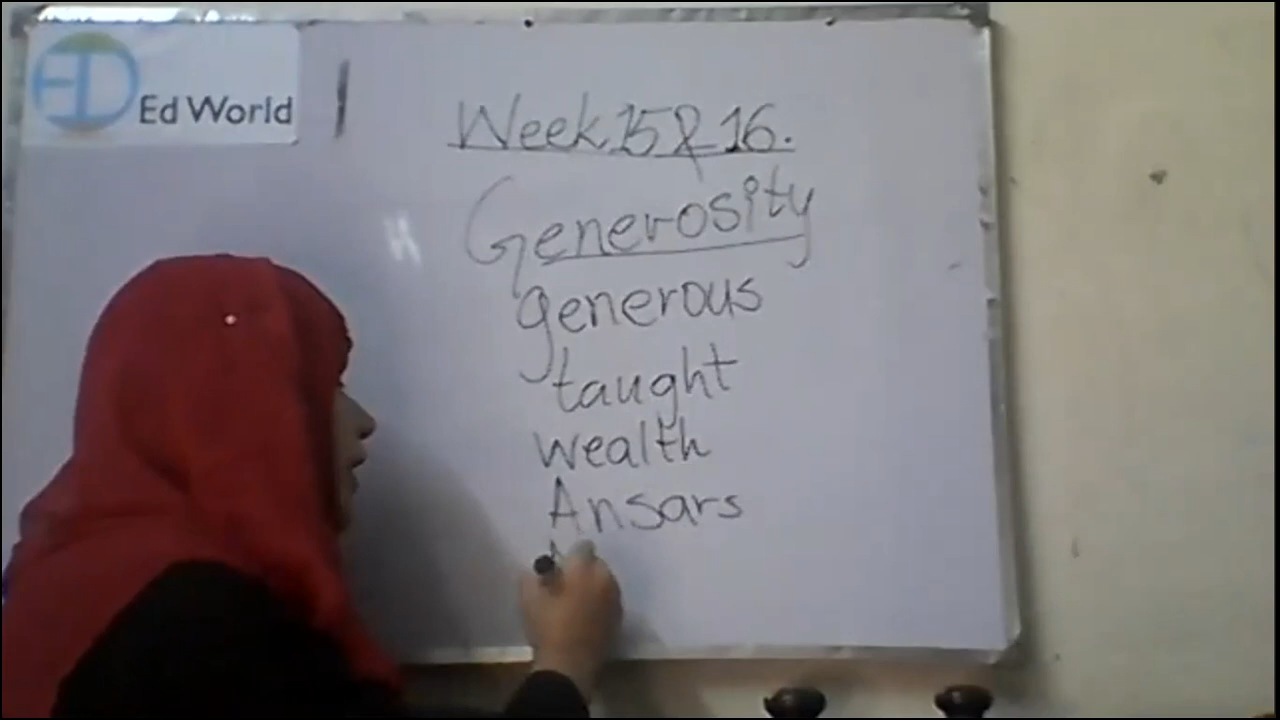 Ed World
Week 15 & 16.
Generosity
generous
taught
wealth
Ansars